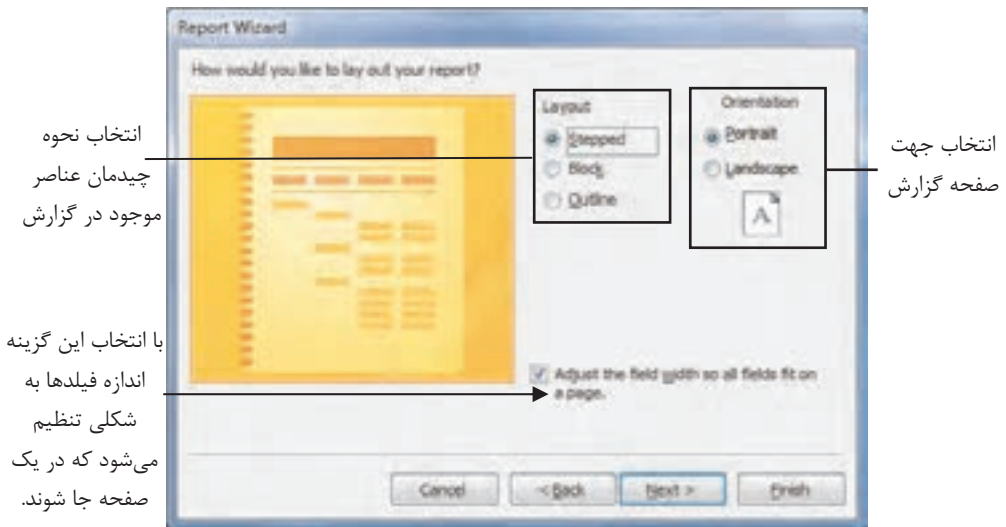 Report Wizard
How would you like to lay out your report?
Layout
Stepped
Block
Outline
Orientation
Portrait
Landscape
A
Adjust the field width so all fields fit on
a page.
Cancel
< Back
Next >
Finish
انتخاب نحوه
چیدمان عناصر
موجود در گزارش
انتخاب جهت
صفحه گزارش
با انتخاب این گزینه
اندازه فیلدها به
شکلی تنظیم
می‌شود که در یک
صفحه جا شوند.